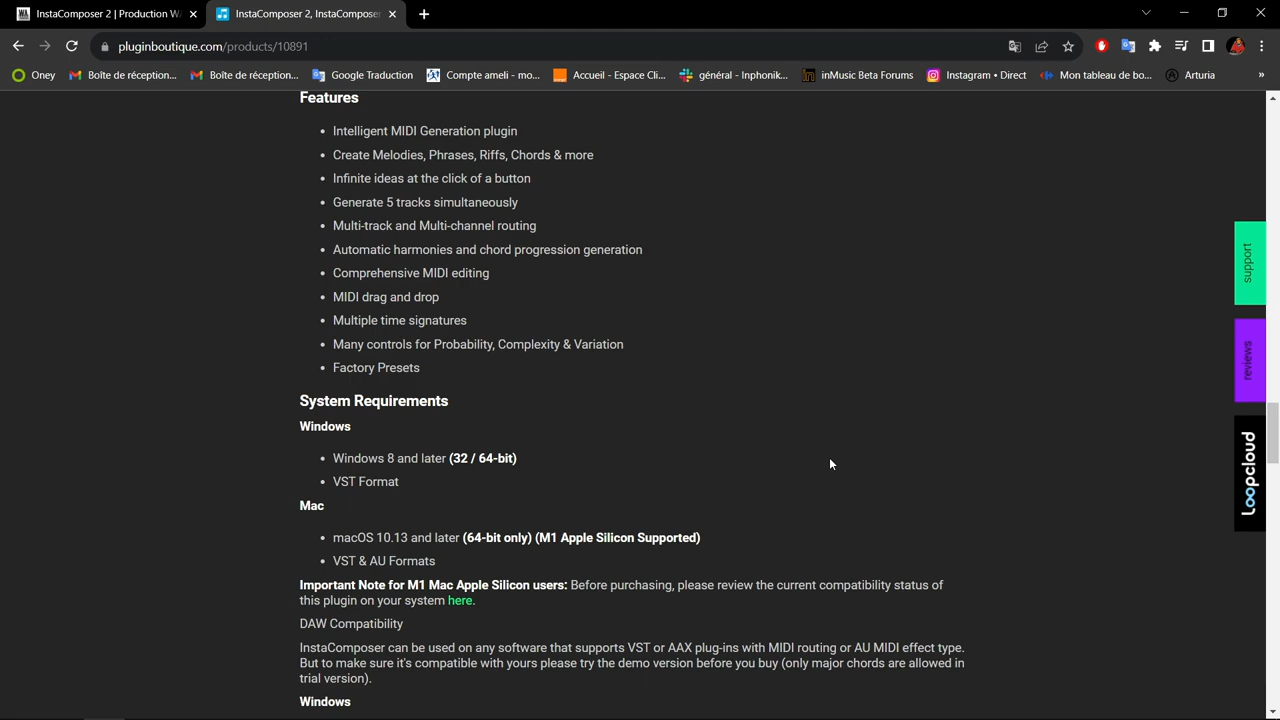 InstaComposer 2 | Production W
InstaComposer 2, InstaComposer
pluginboutique.com/products/10891
Oney
Boîte de réception...
Boîte de réception...
Google Traduction
Compte ameli - mo...
Accueil - Espace Cli...
général - Inphonik...
inMusic Beta Forums
Instagram • Direct
Mon tableau de bo...
Arturia
»
Features
• Intelligent MIDI Generation plugin
• Create Melodies, Phrases, Riffs, Chords & more
• Infinite ideas at the click of a button
• Generate 5 tracks simultaneously
• Multi-track and Multi-channel routing
• Automatic harmonies and chord progression generation
• Comprehensive MIDI editing
• MIDI drag and drop
• Multiple time signatures
• Many controls for Probability, Complexity & Variation
• Factory Presets
System Requirements
Windows
• Windows 8 and later (32 / 64-bit)
• VST Format
Mac
• macOS 10.13 and later (64-bit only) (M1 Apple Silicon Supported)
• VST & AU Formats
Important Note for M1 Mac Apple Silicon users: Before purchasing, please review the current compatibility status of
this plugin on your system here.
DAW Compatibility
InstaComposer can be used on any software that supports VST or AAX plug-ins with MIDI routing or AU MIDI effect type.
But to make sure it's compatible with yours please try the demo version before you buy (only major chords are allowed in
trial version).
Windows
support
reviews
Loopcloud